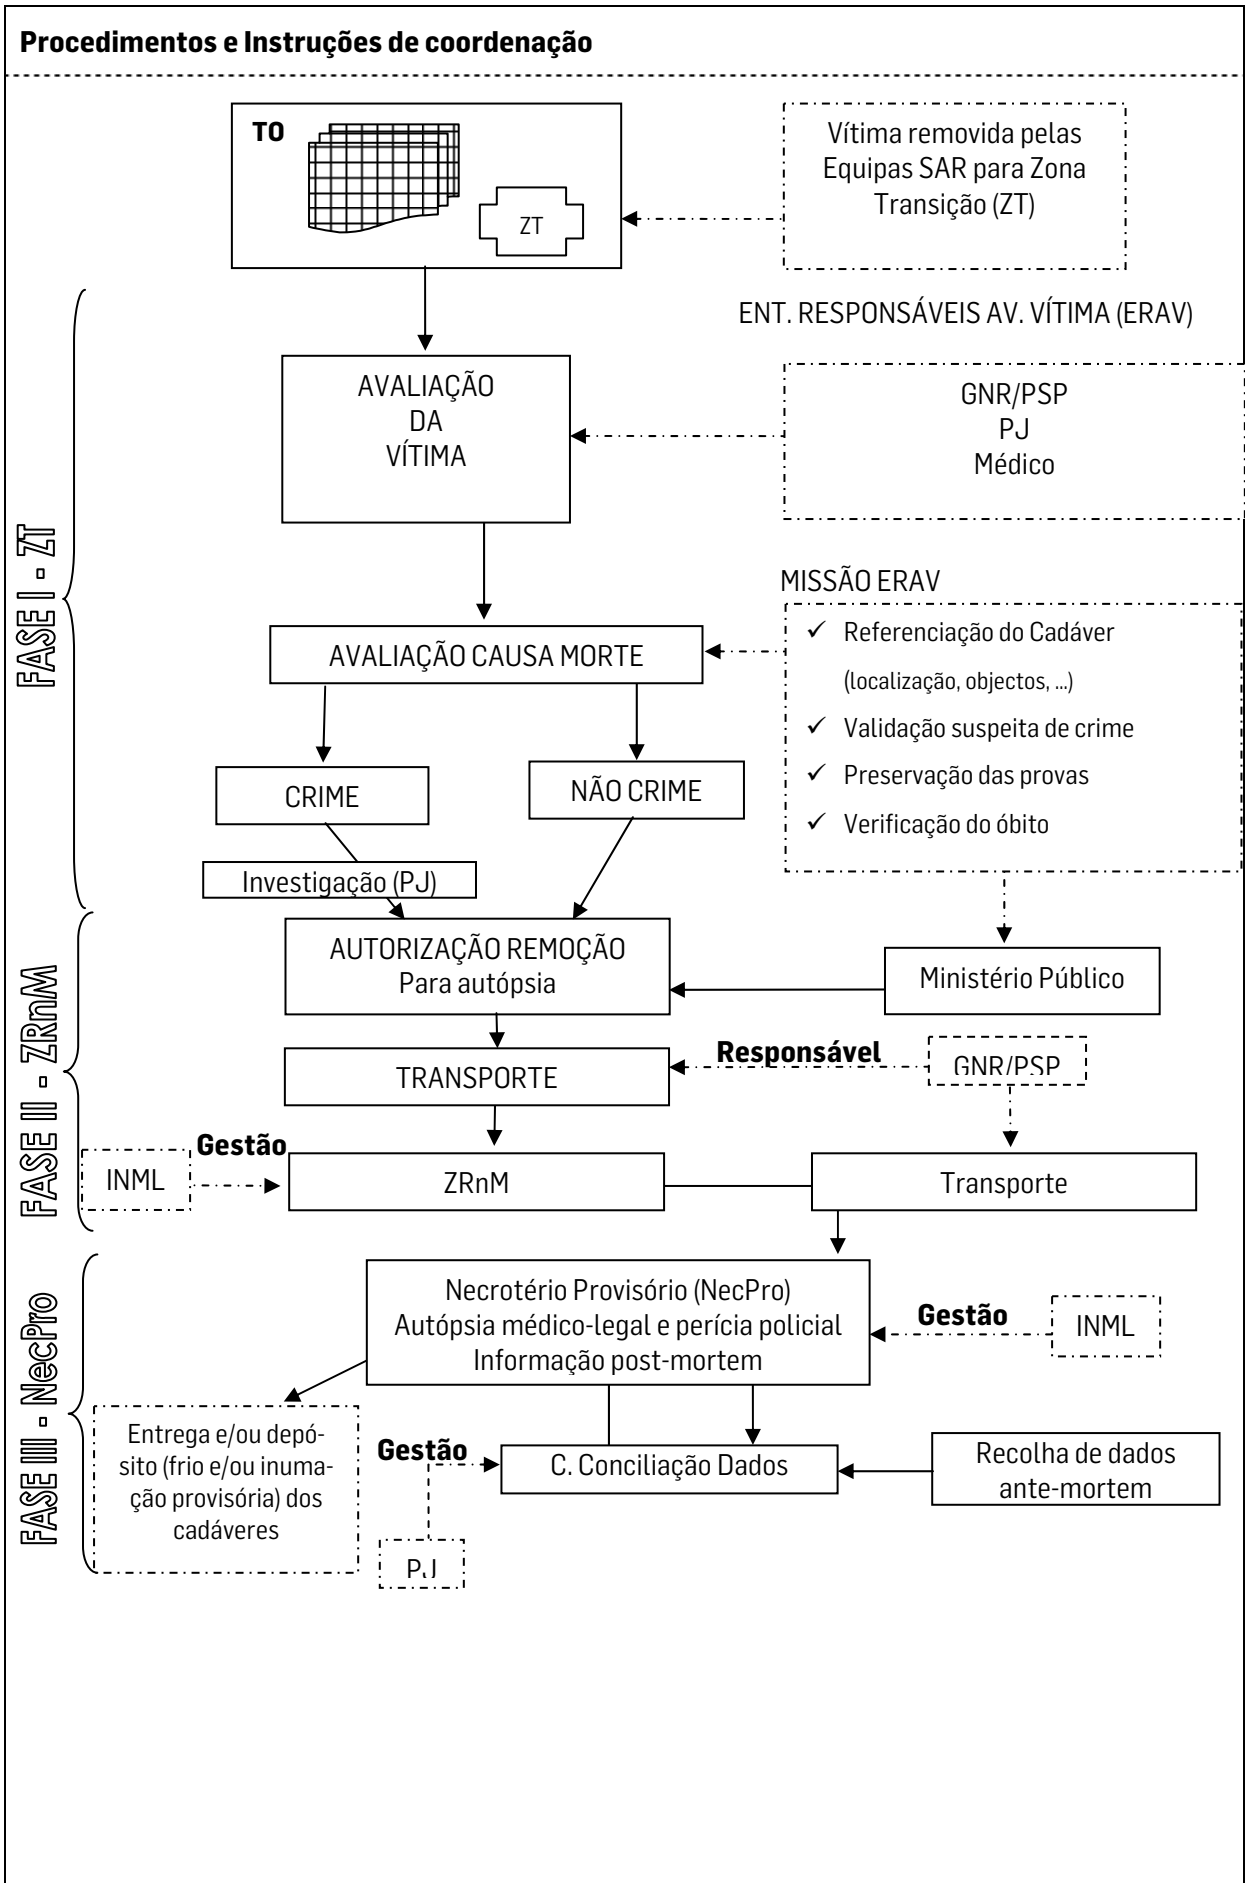 Procedimentos e Instruções de coordenação
TO
ZT
Vítima removida pelas
Equipas SAR para Zona
Transição (ZT)
ENT. RESPONSÁVEIS AV. VÍTIMA (ERAV)
AVALIAÇÃO
DA
VÍTIMA
GNR/PSP
PJ
Médico
FASE I - ZT
MISSÃO ERAV
AVALIAÇÃO CAUSA MORTE
✓ Referenciação do Cadáver
(localização, objectos, ...)
✓ Validação suspeita de crime
✓ Preservação das provas
✓ Verificação do óbito
CRIME
NÃO CRIME
Investigação (PJ)
AUTORIZAÇÃO REMOÇÃO
Para autópsia
Ministério Público
FASE II - ZRnM
TRANSPORTE
Responsável
GNR/PSP
Gestão
INML
ZRnM
Transporte
FASE III - NecPro
Necrotério Provisório (NecPro)
Autópsia médico-legal e perícia policial
Informação post-mortem
Gestão
INML
Entrega e/ou depó-
sito (frio e/ou inuma-
ção provisória) dos
cadáveres
Gestão
C. Conciliação Dados
Recolha de dados
ante-mortem
PJ